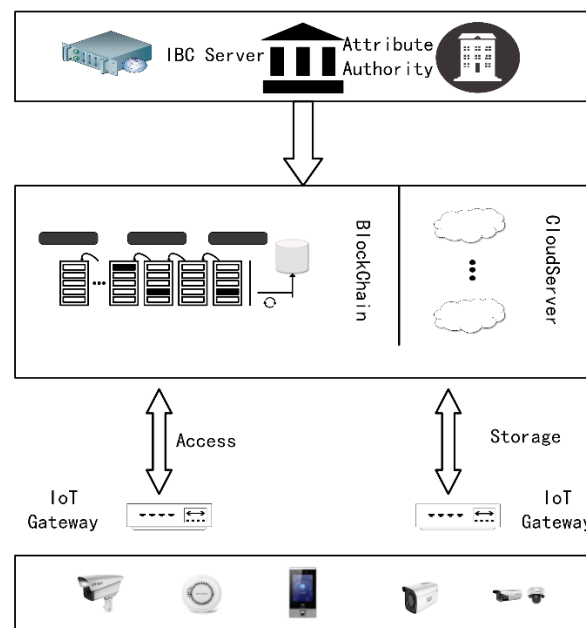 IBC Server
Attribute
Authority
BlockChain
CloudServer
Access
Storage
IoT
Gateway
IoT
Gateway